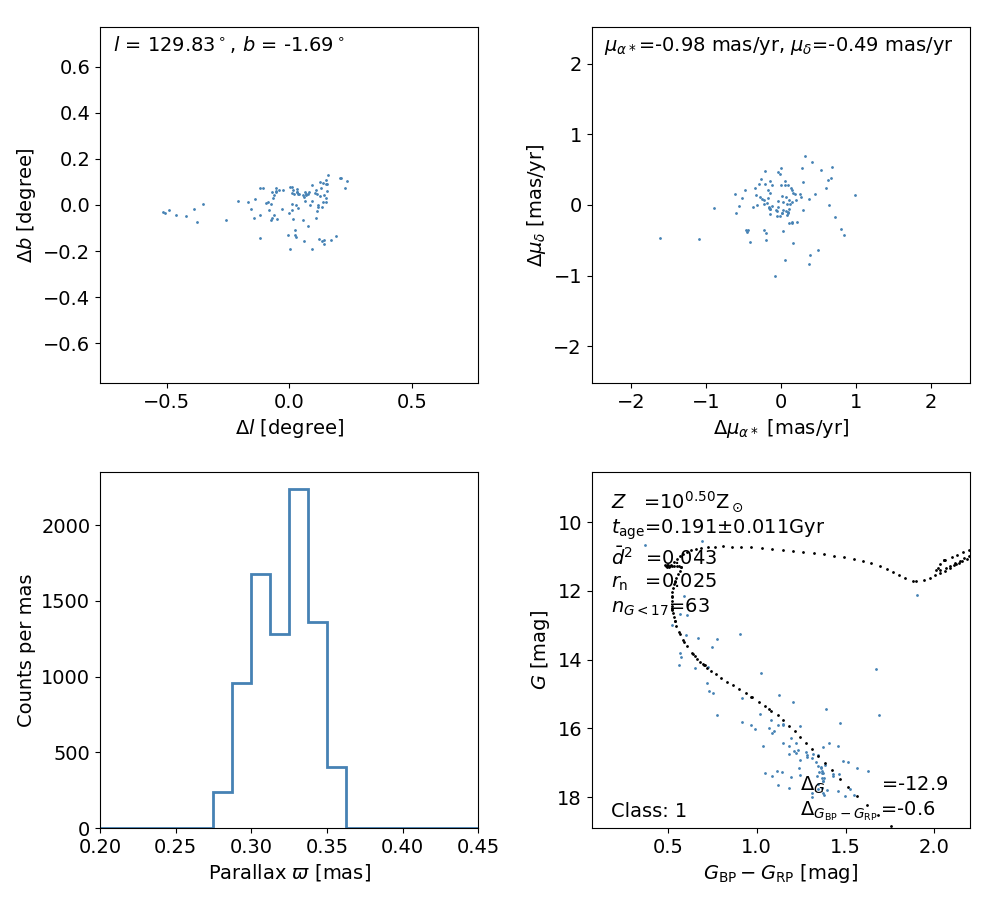 l = 129.83°, b = -1.69°
0.6
0.4
0.2
0.0
−0.2
−0.4
−0.6
Δb [degree]
−0.5 0.0 0.5
Δl [degree]
μα∗=-0.98 mas/yr, μδ=-0.49 mas/yr
2
1
0
−1
−2
Δμδ [mas/yr]
−2 −1 0 1 2
Δμα∗ [mas/yr]
2000
1500
1000
500
0
Counts per mas
0.20 0.25 0.30 0.35 0.40 0.45
Parallax ϖ [mas]
Z =10^0.50 Z⊙
tage=0.191±0.011Gyr
d̄² =0.043
rn =0.025
nG<17=63
10
12
14
16
18
G [mag]
ΔG =-12.9
ΔGBP−GRP =-0.6
Class: 1
0.5 1.0 1.5 2.0
GBP − GRP [mag]